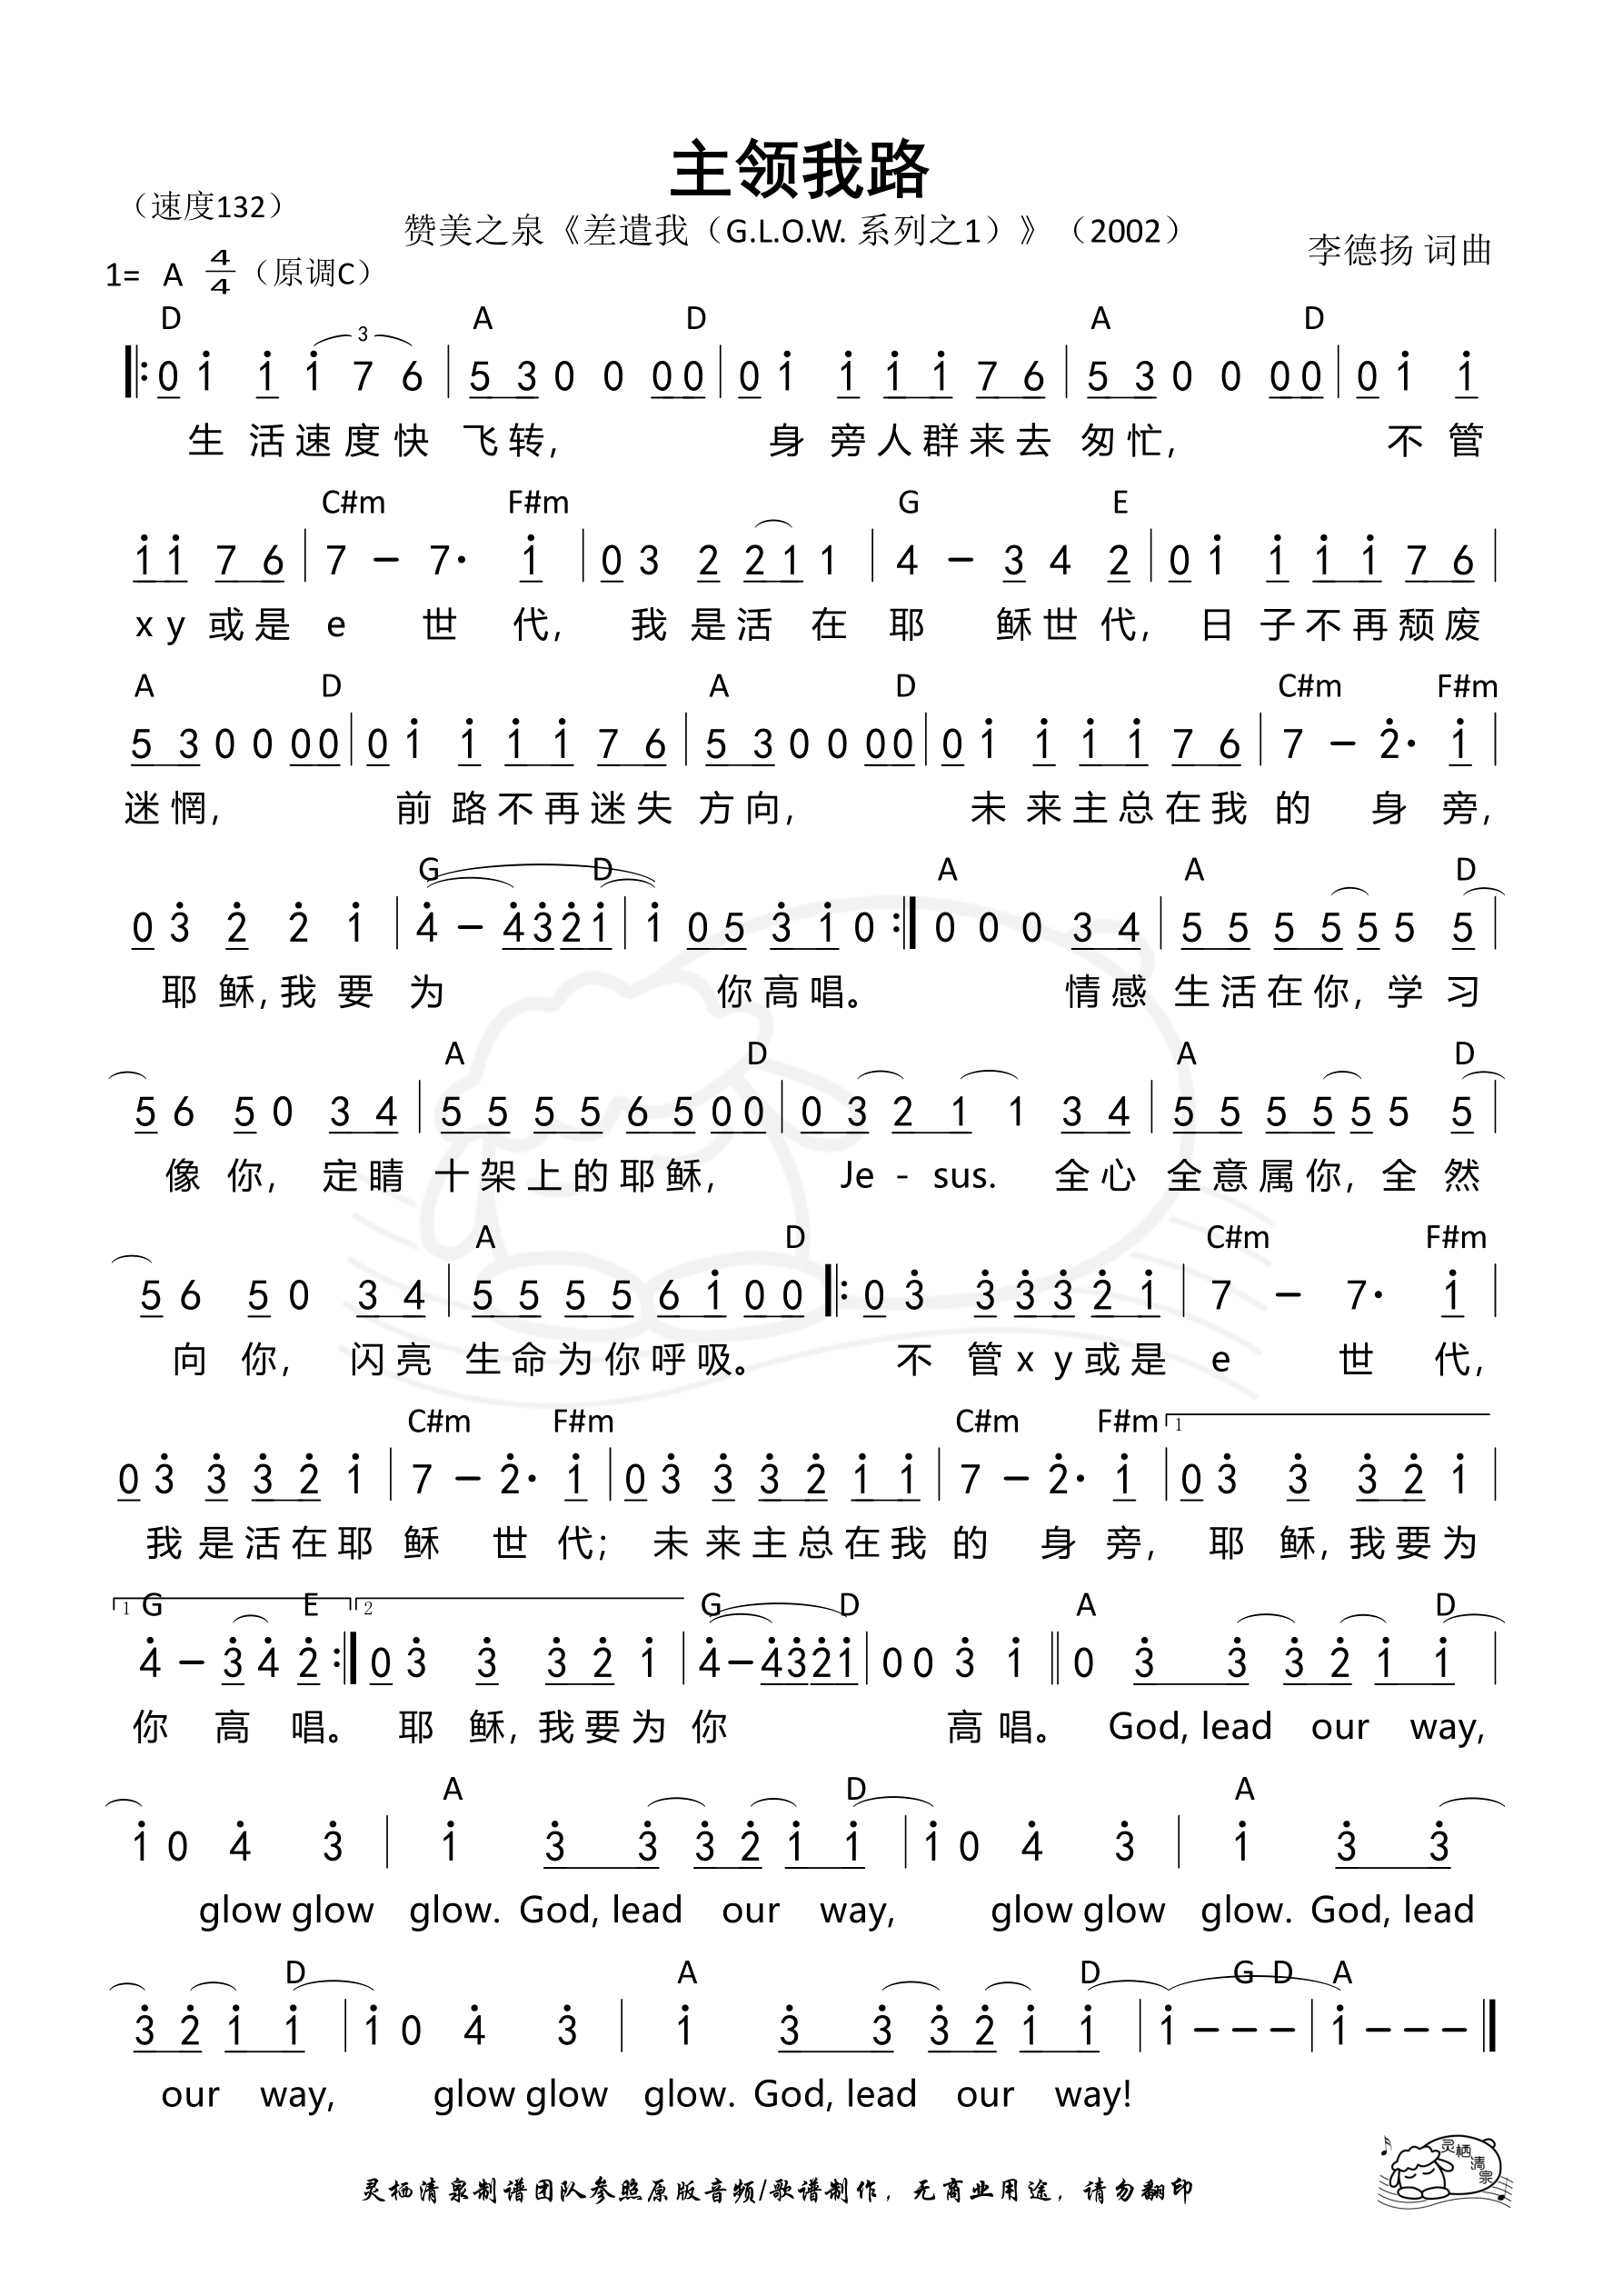 主领我路
（速度132）
赞美之泉《差遣我（G.L.O.W. 系列之1）》（2002）
李德扬 词曲
1= A 4/4（原调C）
D A D A D
3
0 1 1 1 7 6 | 5 3 0 0 0 0 | 0 1 1 1 1 7 6 | 5 3 0 0 0 0 | 0 1 1
生 活 速 度 快 飞 转, 身 旁 人 群 来 去 匆 忙, 不 管
C#m F#m G E
1 1 7 6 | 7 – 7· 1 | 0 3 2 2 1 1 | 4 – 3 4 2 | 0 1 1 1 1 7 6 |
x y 或 是 e 世 代, 我 是 活 在 耶 稣 世 代, 日 子 不 再 颓 废
A D A D C#m F#m
5 3 0 0 0 0 | 0 1 1 1 1 7 6 | 5 3 0 0 0 0 | 0 1 1 1 1 7 6 | 7 – 2· 1 |
迷 惘, 前 路 不 再 迷 失 方 向, 未 来 主 总 在 我 的 身 旁,
G D A A D
0 3 2 2 1 | 4 – 4 3 2 1 | 1 0 5 3 1 0 :| 0 0 0 3 4 | 5 5 5 5 5 5 5 |
耶 稣, 我 要 为 你 高 唱。 情 感 生 活 在 你, 学 习
A D A D
5 6 5 0 3 4 | 5 5 5 5 6 5 0 0 | 0 3 2 1 1 3 4 | 5 5 5 5 5 5 5 |
像 你, 定 睛 十 架 上 的 耶 稣, Je - sus. 全 心 全 意 属 你, 全 然
A D C#m F#m
5 6 5 0 3 4 | 5 5 5 5 6 1 0 0 |: 0 3 3 3 3 2 1 | 7 – 7· 1 |
向 你, 闪 亮 生 命 为 你 呼 吸。 不 管 x y 或 是 e 世 代,
C#m F#m C#m F#m 1
0 3 3 3 2 1 | 7 – 2· 1 | 0 3 3 3 2 1 1 | 7 – 2· 1 | 0 3 3 3 2 1 |
我 是 活 在 耶 稣 世 代; 未 来 主 总 在 我 的 身 旁, 耶 稣, 我 要 为
1 G E 2 G D A D
4 – 3 4 2 :| 0 3 3 3 2 1 | 4 – 4 3 2 1 | 0 0 3 1 || 0 3 3 3 2 1 1 |
你 高 唱。 耶 稣, 我 要 为 你 高 唱。 God, lead our way,
A D A
1 0 4 3 | 1 3 3 3 2 1 1 | 1 0 4 3 | 1 3 3
glow glow glow. God, lead our way, glow glow glow. God, lead
D A D G D A
3 2 1 1 | 1 0 4 3 | 1 3 3 3 2 1 1 | 1 – – – | 1 – – – ||
our way, glow glow glow. God, lead our way!
灵栖清泉
灵栖清泉制谱团队参照原版音频/歌谱制作，无商业用途，请勿翻印